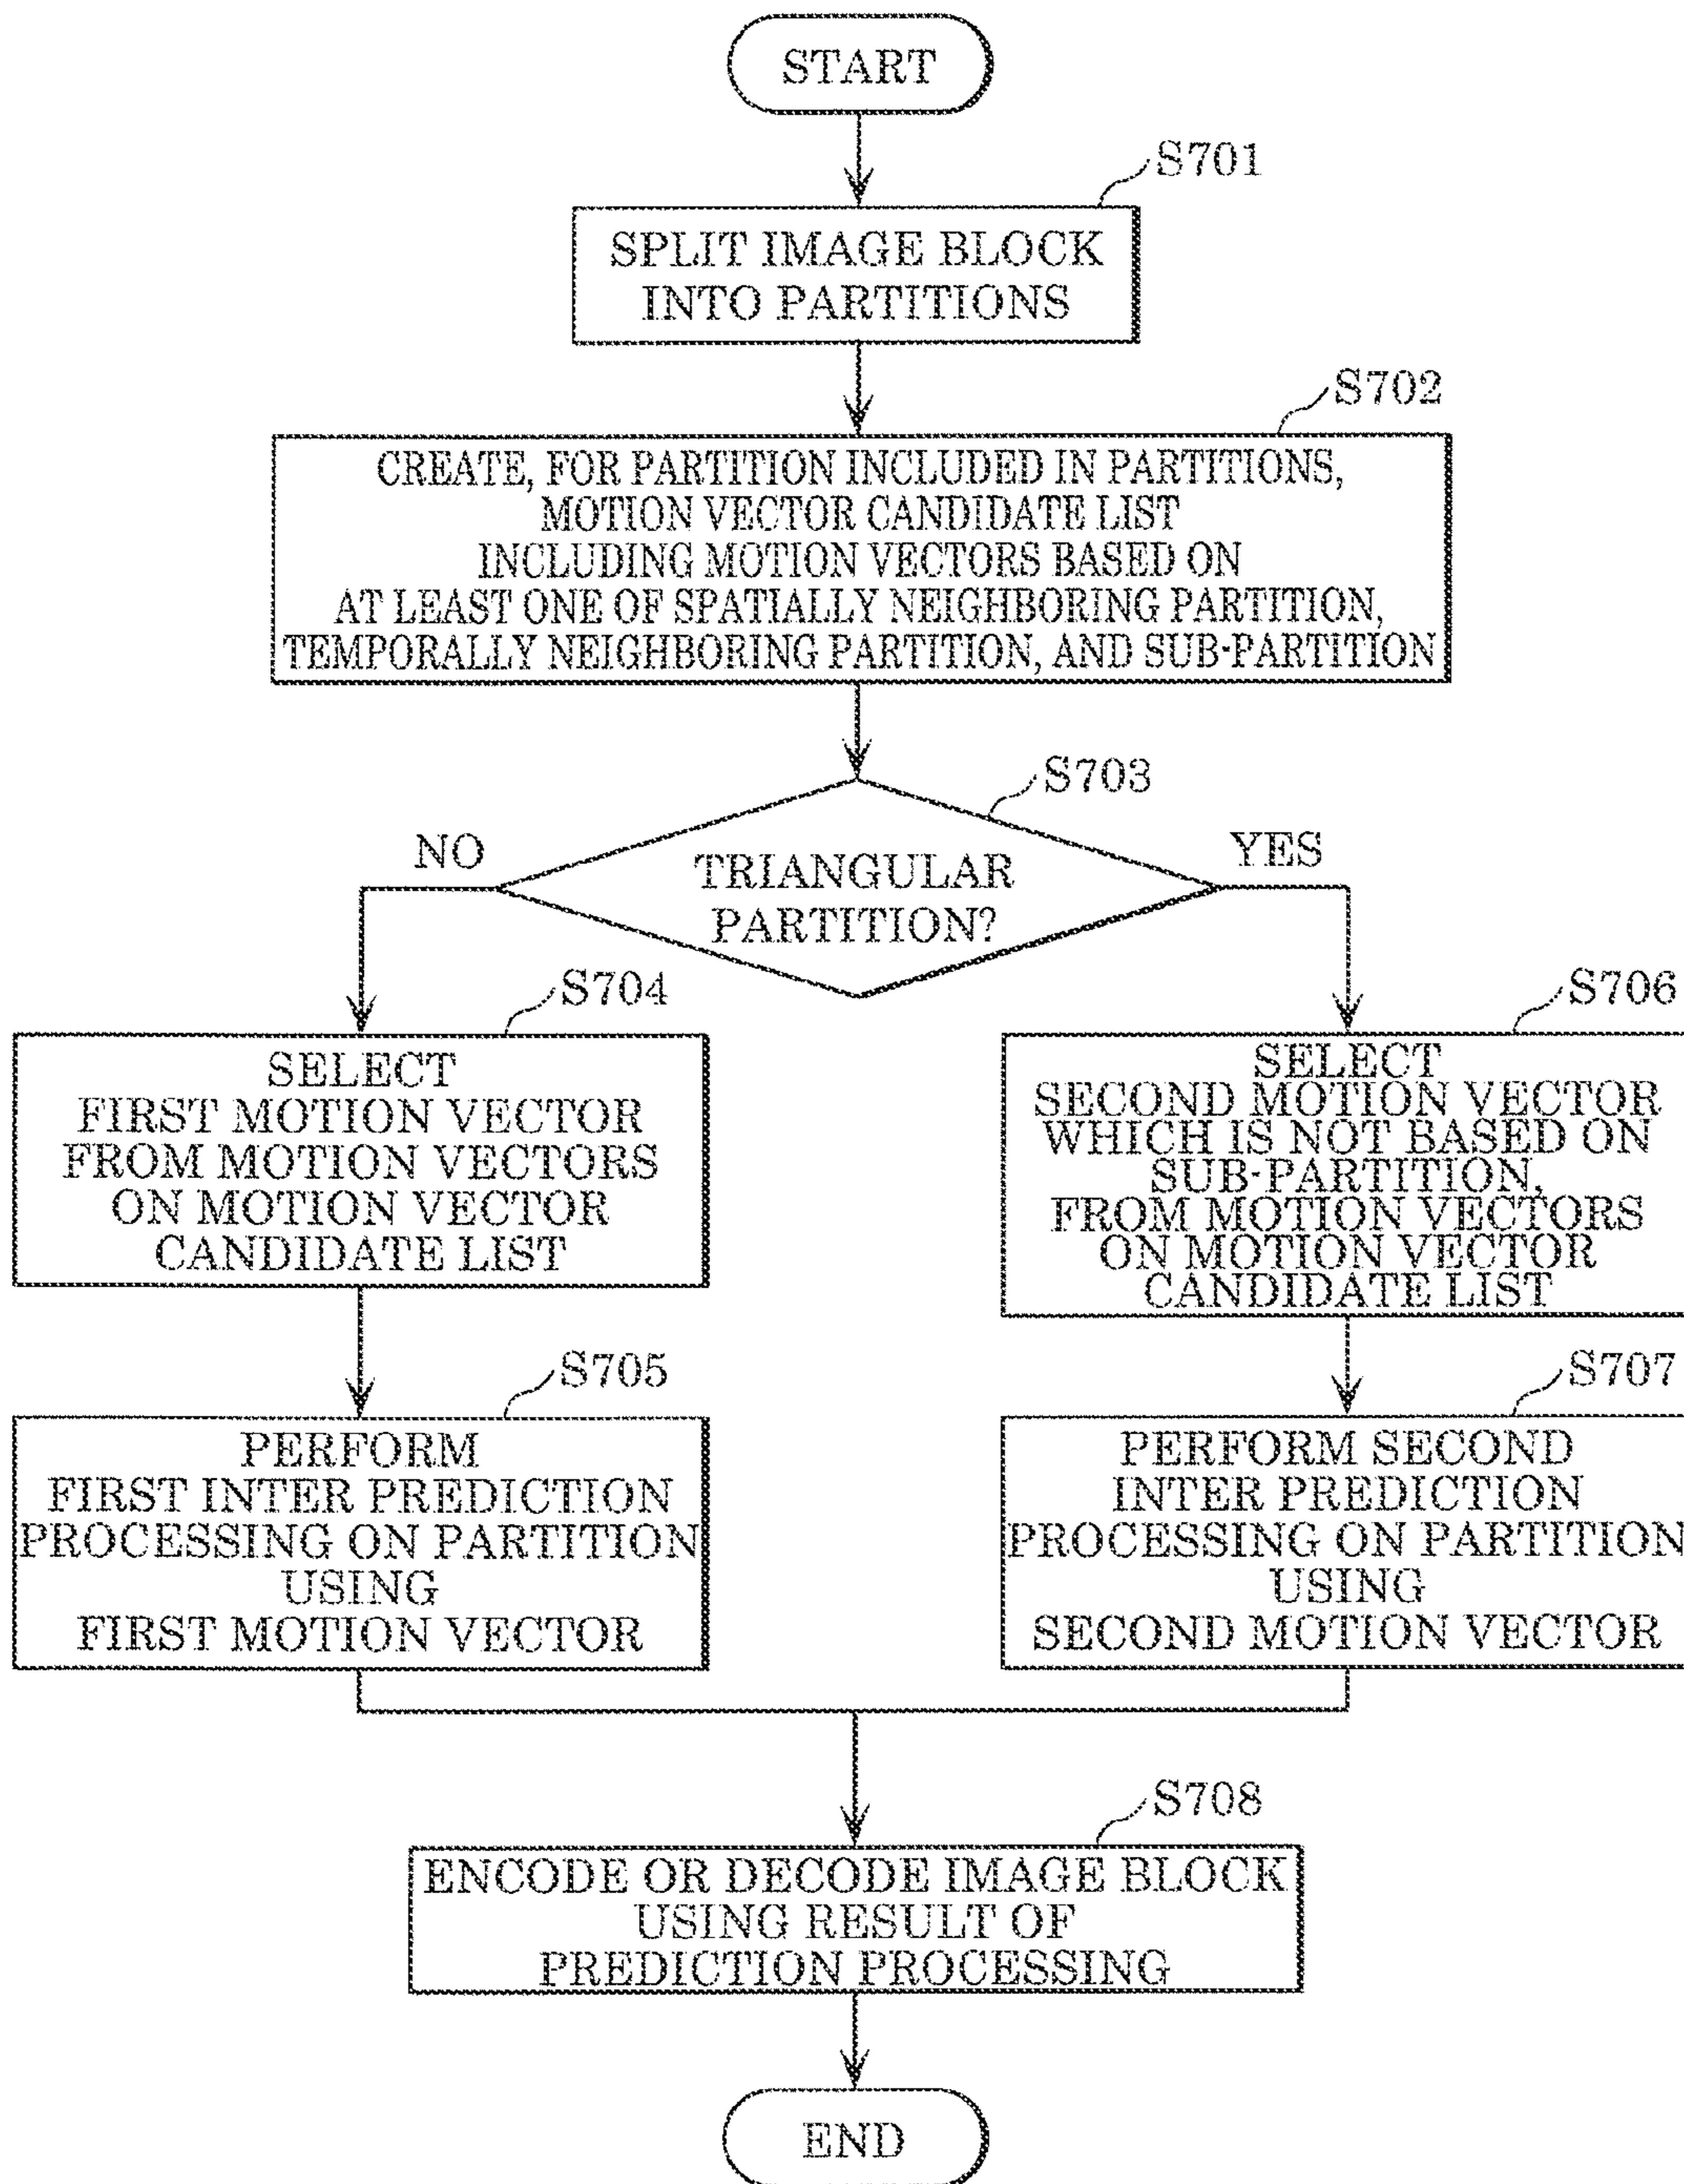 START
S701
SPLIT IMAGE BLOCK
INTO PARTITIONS
S702
CREATE, FOR PARTITION INCLUDED IN PARTITIONS,
MOTION VECTOR CANDIDATE LIST
INCLUDING MOTION VECTORS BASED ON
AT LEAST ONE OF SPATIALLY NEIGHBORING PARTITION,
TEMPORALLY NEIGHBORING PARTITION, AND SUB-PARTITION
S703
NO
YES
TRIANGULAR
PARTITION?
S704
SELECT
FIRST MOTION VECTOR
FROM MOTION VECTORS
ON MOTION VECTOR
CANDIDATE LIST
S706
SELECT
SECOND MOTION VECTOR
WHICH IS NOT BASED ON
SUB-PARTITION,
FROM MOTION VECTORS
ON MOTION VECTOR
CANDIDATE LIST
S705
PERFORM
FIRST INTER PREDICTION
PROCESSING ON PARTITION
USING
FIRST MOTION VECTOR
S707
PERFORM SECOND
INTER PREDICTION
PROCESSING ON PARTITION
USING
SECOND MOTION VECTOR
S708
ENCODE OR DECODE IMAGE BLOCK
USING RESULT OF
PREDICTION PROCESSING
END